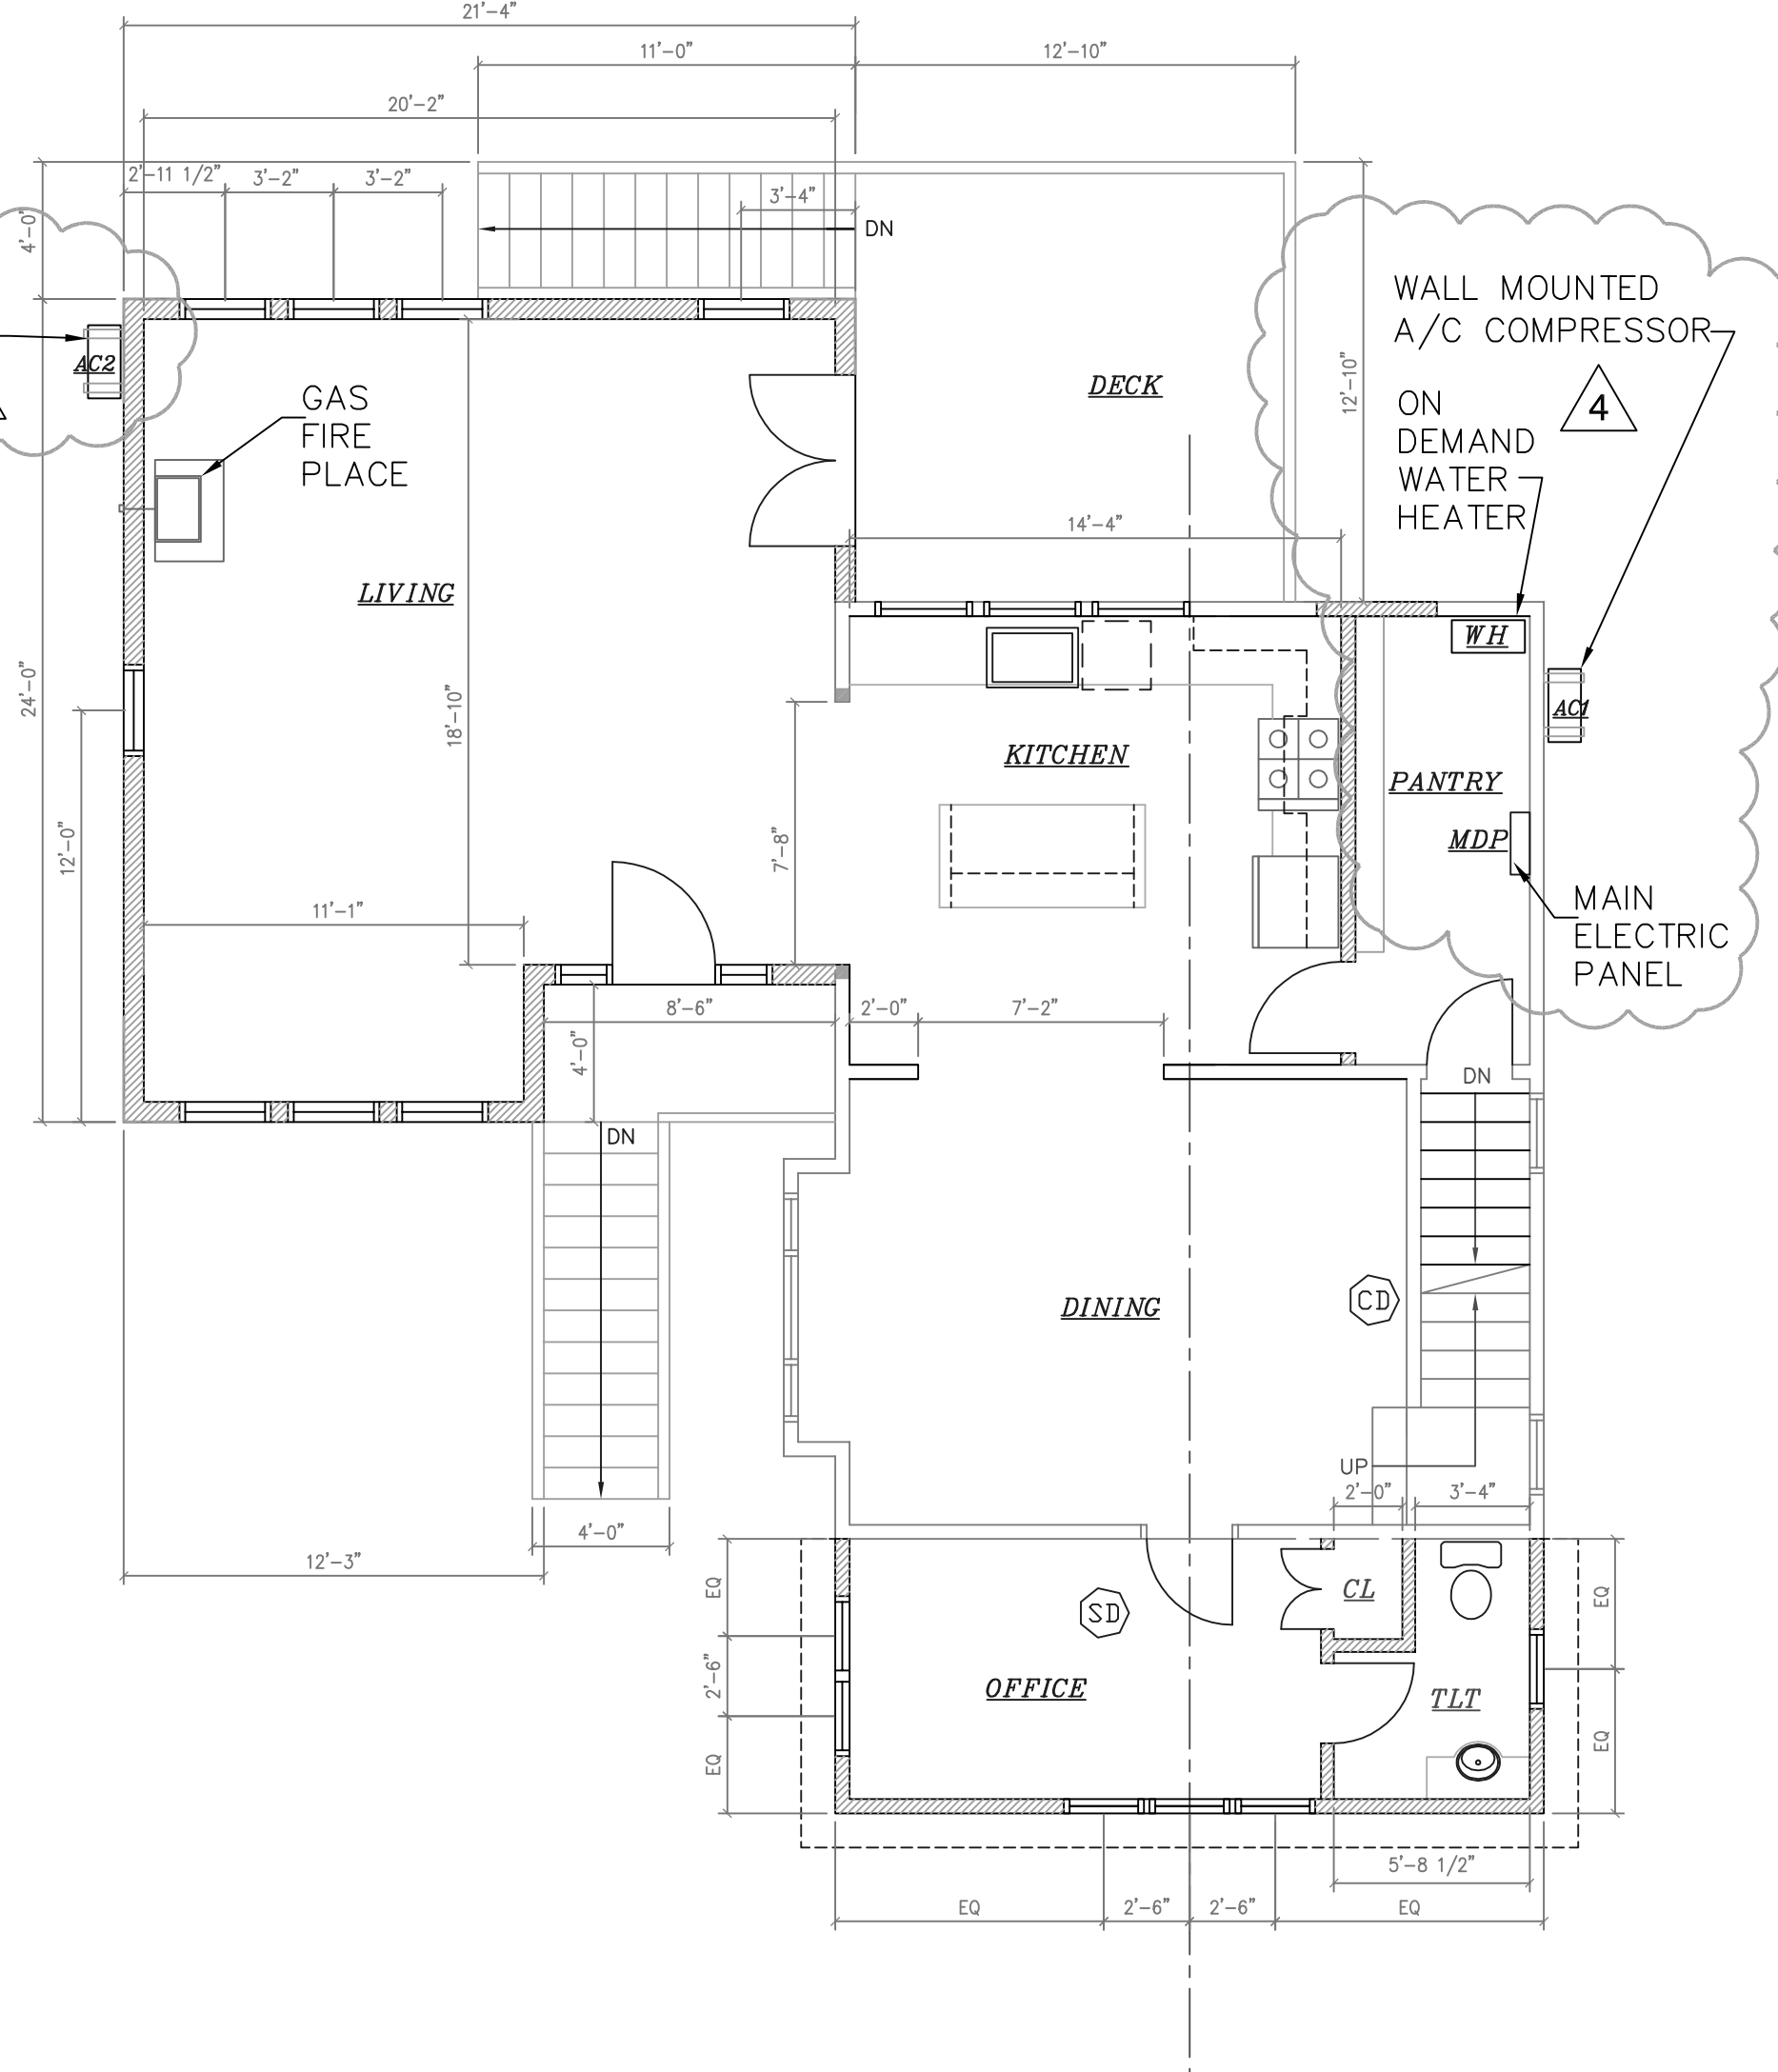 21'-4"
11'-0"
12'-10"
20'-2"
2'-11 1/2"
3'-2"
3'-2"
3'-4"
4'-0"
DN
WALL MOUNTED
A/C COMPRESSOR
AC2
GAS
FIRE
PLACE
DECK
12'-10"
ON
DEMAND
WATER
HEATER
4
14'-4"
LIVING
WH
24'-0"
18'-10"
AC1
KITCHEN
PANTRY
12'-0"
7'-8"
MDP
MAIN
ELECTRIC
PANEL
11'-1"
8'-6"
2'-0"
7'-2"
4'-0"
DN
DN
DINING
CD
UP
2'-0"
3'-4"
4'-0"
12'-3"
EQ
CL
EQ
SD
2'-6"
OFFICE
TLT
EQ
EQ
5'-8 1/2"
EQ
2'-6"
2'-6"
EQ